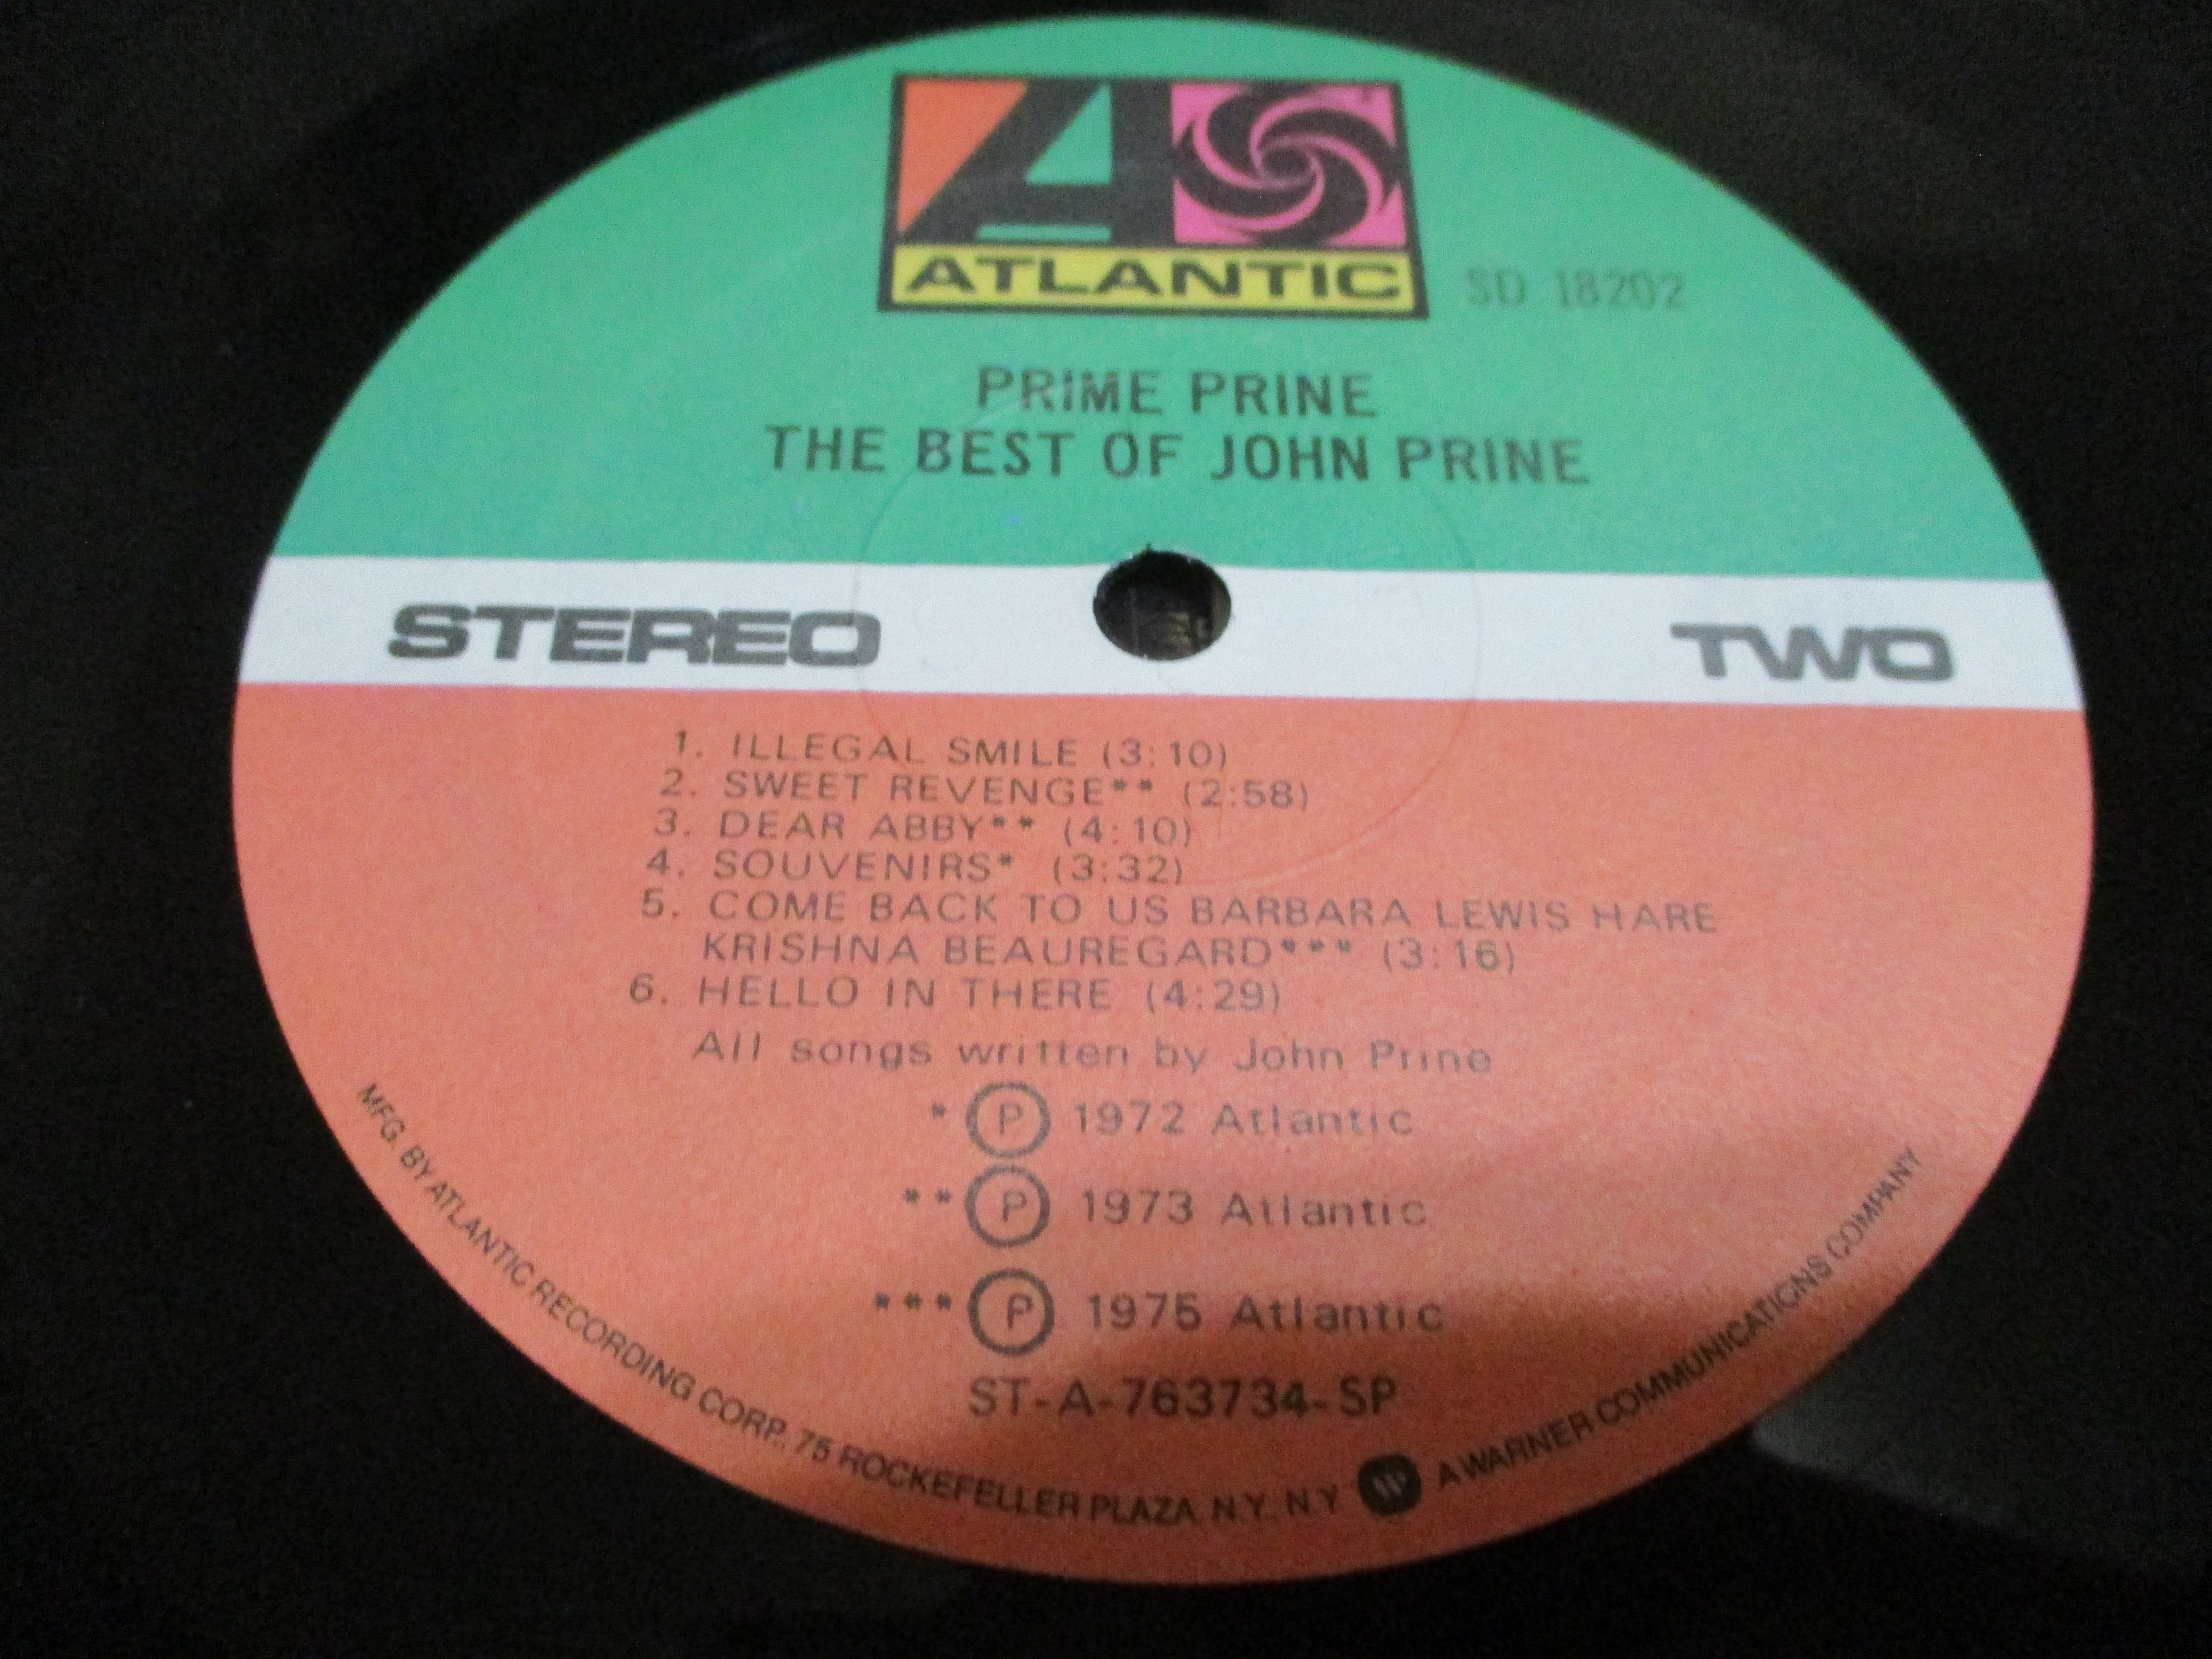 ATLANTIC
SD 18202
PRIME PRINE
THE BEST OF JOHN PRINE
STEREO
TWO
1. ILLEGAL SMILE (3:10)
2. SWEET REVENGE** (2:58)
3. DEAR ABBY** (4:10)
4. SOUVENIRS* (3:32)
5. COME BACK TO US BARBARA LEWIS HARE
KRISHNA BEAUREGARD*** (3:16)
6. HELLO IN THERE (4:29)
All songs written by John Prine
* Ⓟ 1972 Atlantic
** Ⓟ 1973 Atlantic
*** Ⓟ 1975 Atlantic
ST-A-763734-SP
MFG. BY ATLANTIC RECORDING CORP. 75 ROCKEFELLER PLAZA N.Y. N.Y A WARNER COMMUNICATIONS COMPANY